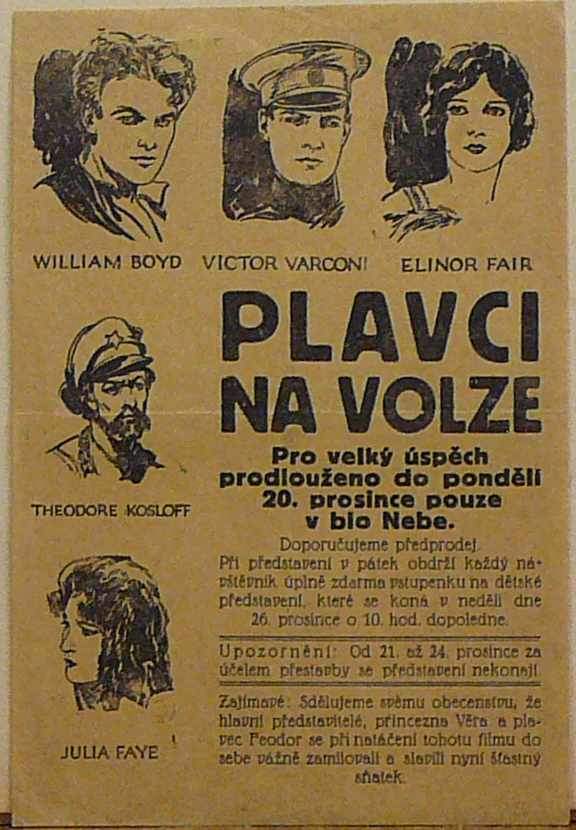 WILLIAM BOYD
VICTOR VARCONI
ELINOR FAIR
PLAVCI
NA VOLZE
Pro velký úspěch
prodlouženo do pondělí
20. prosince pouze
v bio Nebe.
THEODORE KOSLOFF
Doporučujeme předprodej.
Při představení v pátek obdrží každý ná-
vštěvník úplně zdarma vstupenku na dětské
představení, které se koná v neděli dne
26. prosince o 10. hod. dopoledne.
Upozornění: Od 21. až 24. prosince za
účelem přestavby se představení nekonají.
Zajímavé: Sdělujeme svému obecenstvu, že
hlavní představitelé, princezna Věra a pla-
vec Feodor se při natáčení tohoto filmu do
sebe vážně zamilovali a slavili nyní šťastný
sňatek.
JULIA FAYE